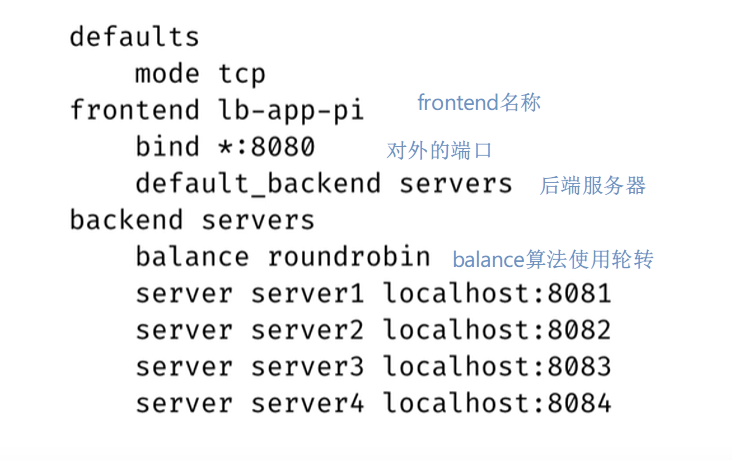 defaults
mode tcp
frontend lb-app-pi frontend名称
bind *:8080 对外的端口
default_backend servers 后端服务器
backend servers
balance roundrobin balance算法使用轮转
server server1 localhost:8081
server server2 localhost:8082
server server3 localhost:8083
server server4 localhost:8084